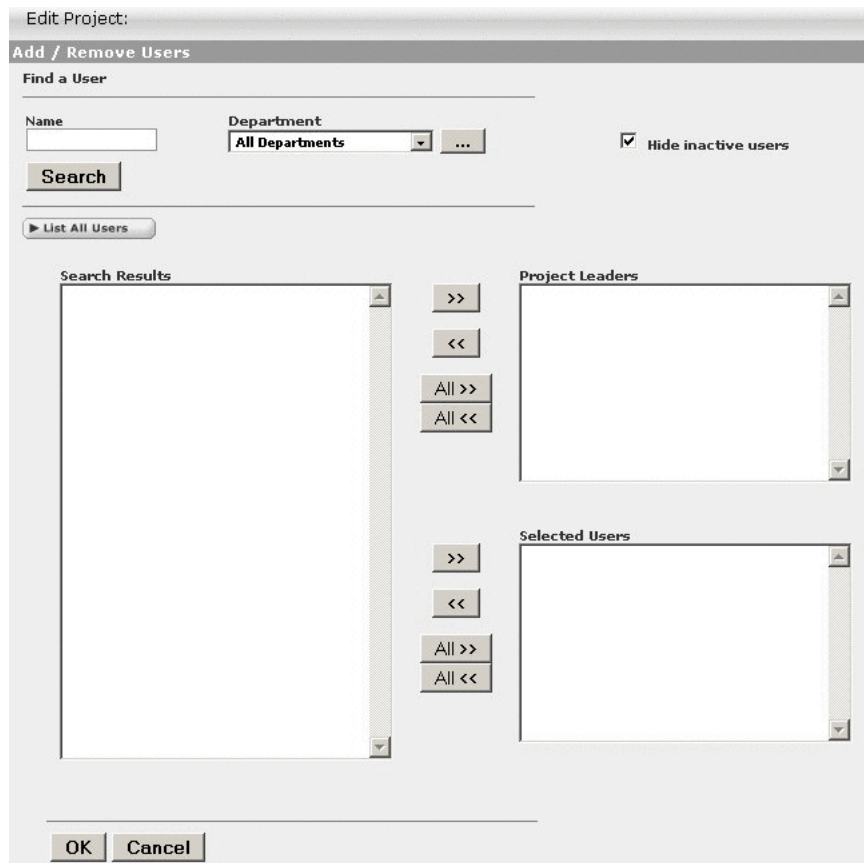 Edit Project:
Add / Remove Users
Find a User
Name
Department
All Departments
...
Hide inactive users
Search
List All Users
Search Results
Project Leaders
>>
<<
All >>
All <<
Selected Users
>>
<<
All >>
All <<
OK
Cancel